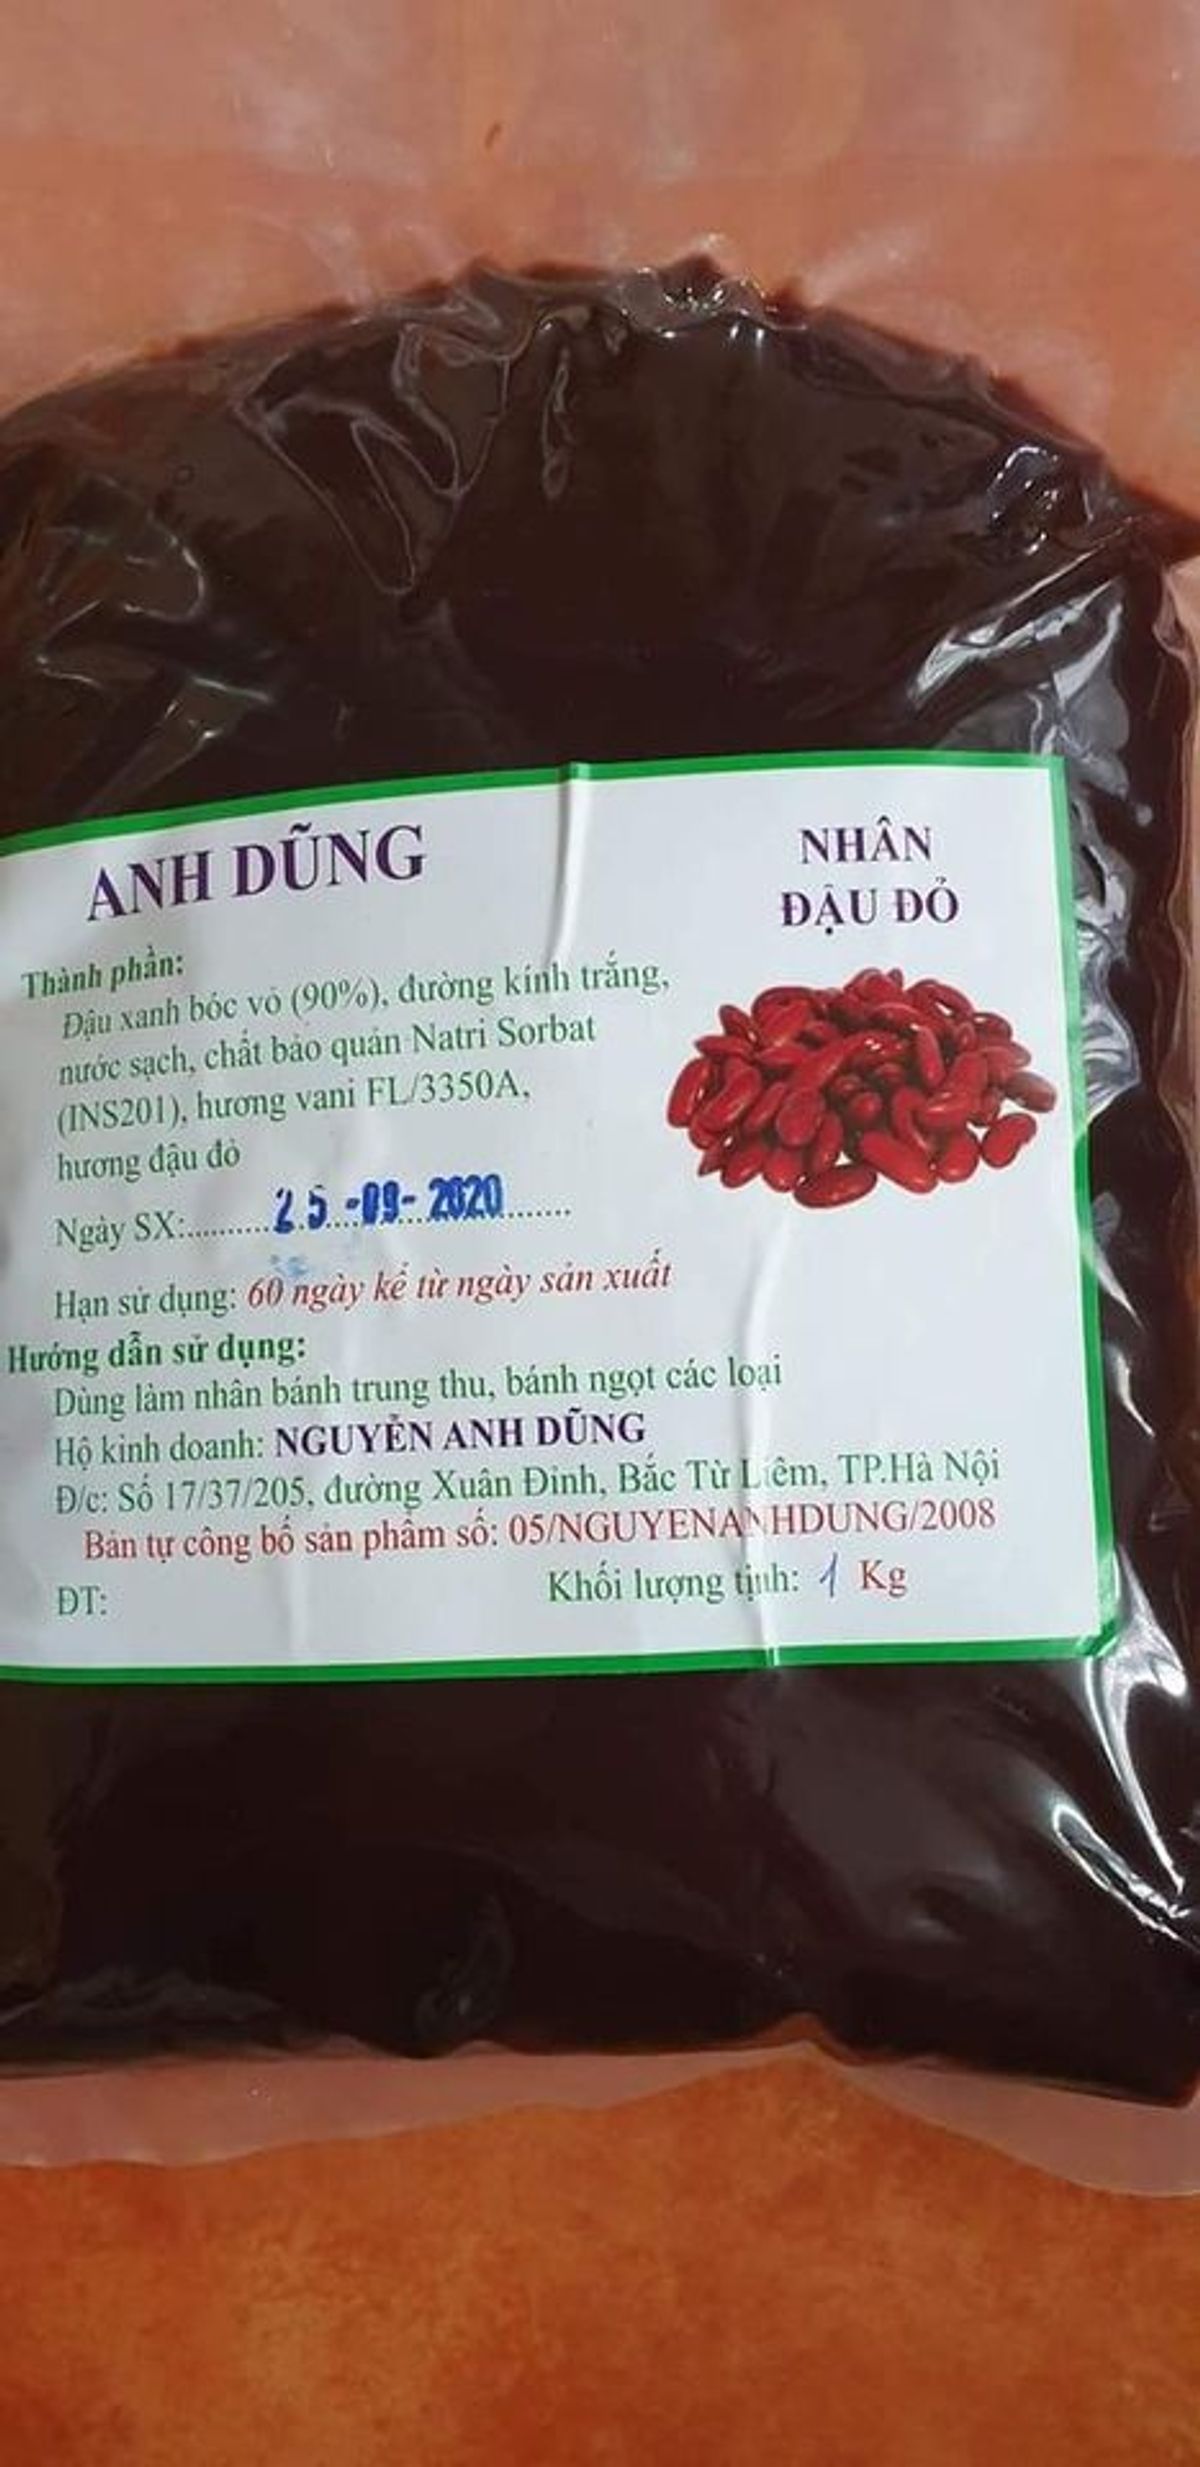 ANH DŨNG
NHÂN
ĐẬU ĐỎ
Thành phần:
Đậu xanh bóc vỏ (90%), đường kính trắng,
nước sạch, chất bảo quản Natri Sorbat
(INS201), hương vani FL/3350A,
hương đậu đỏ
Ngày SX:..........25-09-2020.......
Hạn sử dụng: 60 ngày kể từ ngày sản xuất
Hướng dẫn sử dụng:
Dùng làm nhân bánh trung thu, bánh ngọt các loại
Hộ kinh doanh: NGUYỄN ANH DŨNG
Đ/c: Số 17/37/205, đường Xuân Đỉnh, Bắc Từ Liêm, TP.Hà Nội
Bản tự công bố sản phẩm số: 05/NGUYENANHDUNG/2008
ĐT: Khối lượng tịnh: 1 Kg